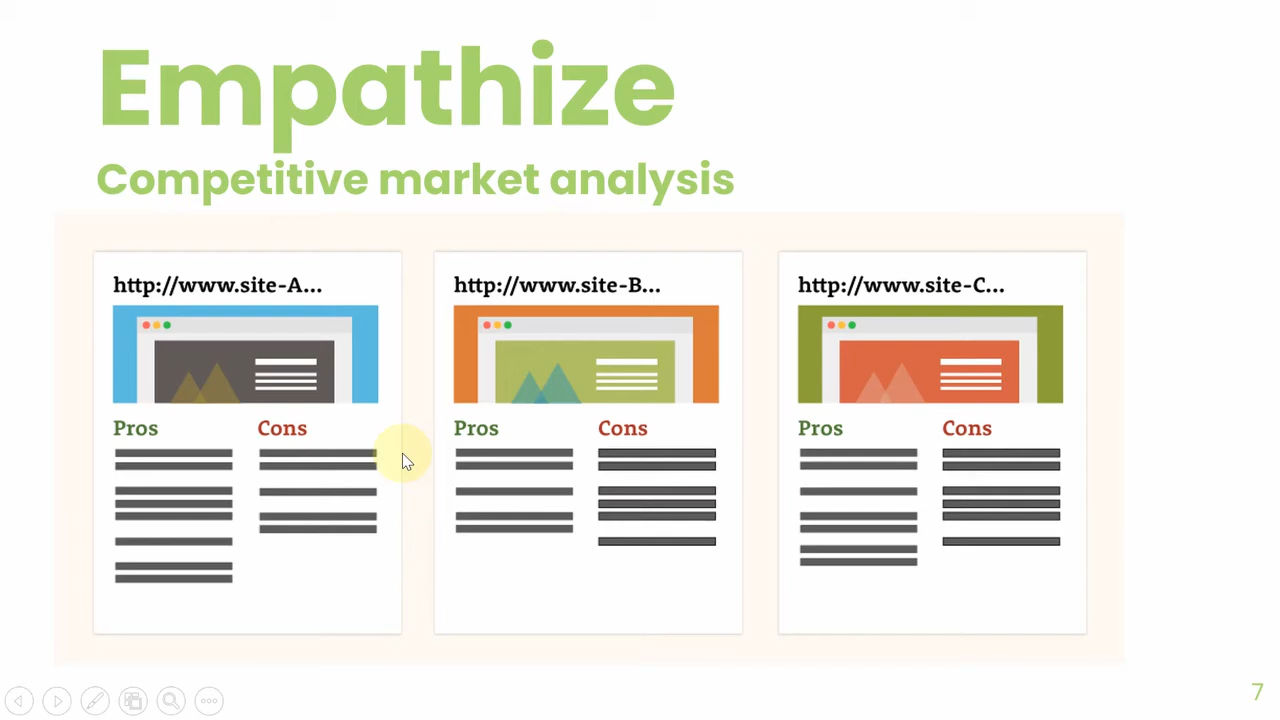 Empathize
Competitive market analysis
http://www.site-A...
Pros
Cons
http://www.site-B...
Pros
Cons
http://www.site-C...
Pros
Cons
7